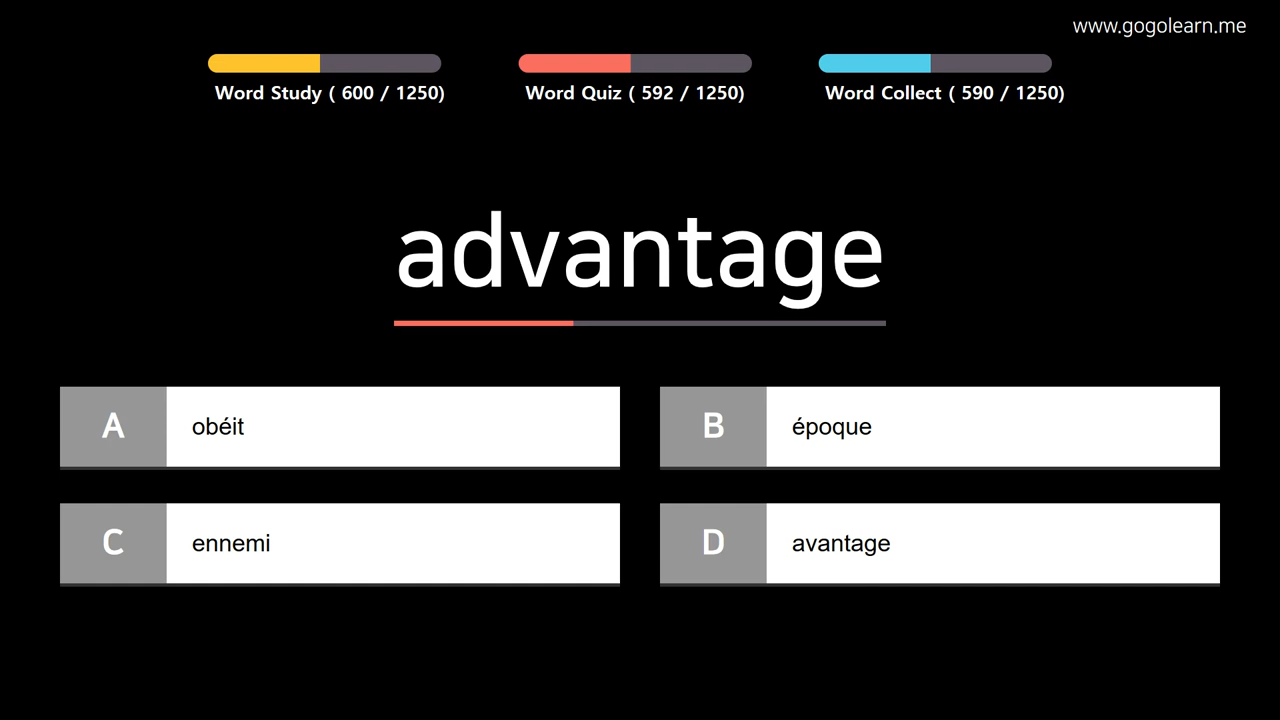 www.gogolearn.me
Word Study ( 600 / 1250)
Word Quiz ( 592 / 1250)
Word Collect ( 590 / 1250)
advantage
A
obéit
B
époque
C
ennemi
D
avantage